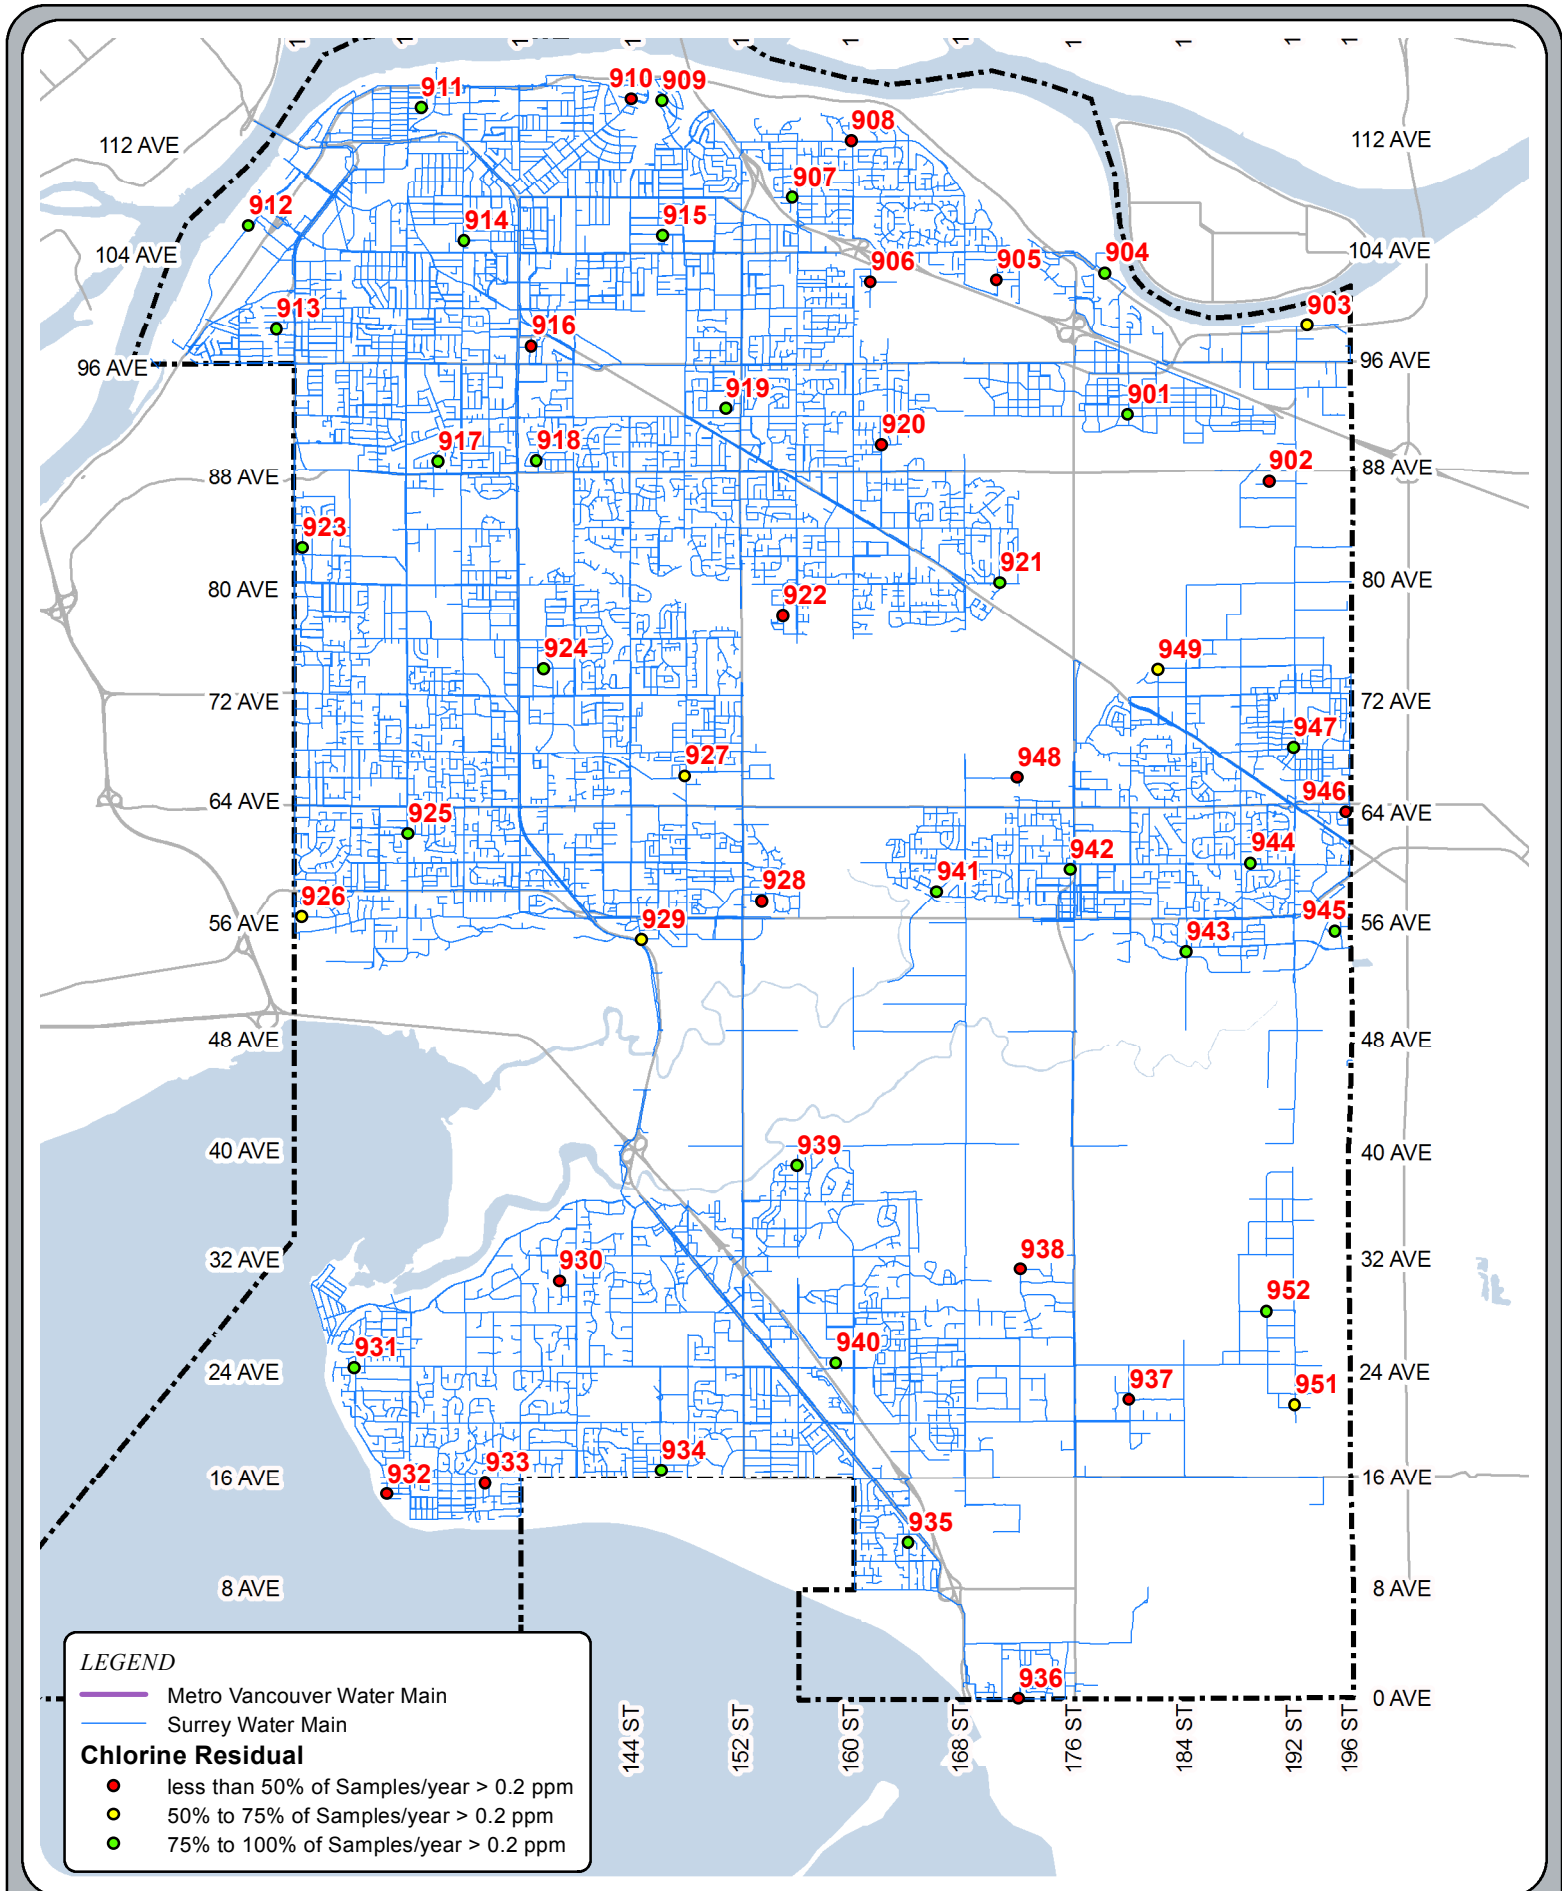 911
910
909
908
112 AVE
112 AVE
907
912
914
915
104 AVE
104 AVE
906
905
904
913
916
903
96 AVE
96 AVE
919
901
920
917
918
902
88 AVE
88 AVE
923
921
80 AVE
80 AVE
922
924
949
72 AVE
72 AVE
947
927
948
946
64 AVE
64 AVE
925
944
942
941
928
926
945
56 AVE
56 AVE
929
943
48 AVE
48 AVE
939
40 AVE
40 AVE
938
32 AVE
32 AVE
930
952
931
940
24 AVE
24 AVE
937
951
934
933
932
16 AVE
16 AVE
935
8 AVE
8 AVE
936
0 AVE
144 ST
152 ST
160 ST
168 ST
176 ST
184 ST
192 ST
196 ST
LEGEND
Metro Vancouver Water Main
Surrey Water Main
Chlorine Residual
less than 50% of Samples/year > 0.2 ppm
50% to 75% of Samples/year > 0.2 ppm
75% to 100% of Samples/year > 0.2 ppm